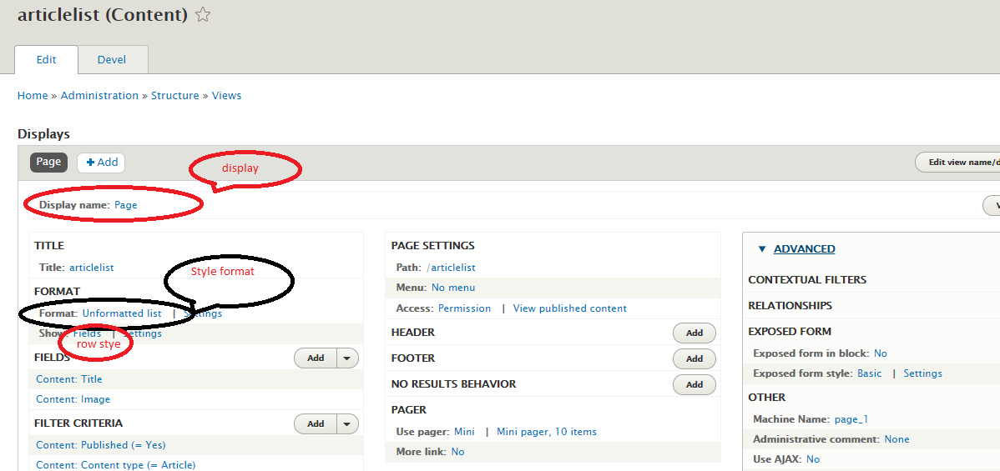 articlelist (Content)
Edit Devel
Home » Administration » Structure » Views
Displays
Page Add
display
Edit view name/d
Display name: Page
TITLE
Title: articlelist
FORMAT
Style format
Format: Unformatted list | Settings
Show: Fields | Settings
row stye
FIELDS Add
Content: Title
Content: Image
FILTER CRITERIA Add
Content: Published (= Yes)
Content: Content type (= Article)
PAGE SETTINGS
Path: /articlelist
Menu: No menu
Access: Permission | View published content
HEADER Add
FOOTER Add
NO RESULTS BEHAVIOR Add
PAGER
Use pager: Mini | Mini pager, 10 items
More link: No
ADVANCED
CONTEXTUAL FILTERS
RELATIONSHIPS
EXPOSED FORM
Exposed form in block: No
Exposed form style: Basic | Settings
OTHER
Machine Name: page_1
Administrative comment: None
Use AJAX: No